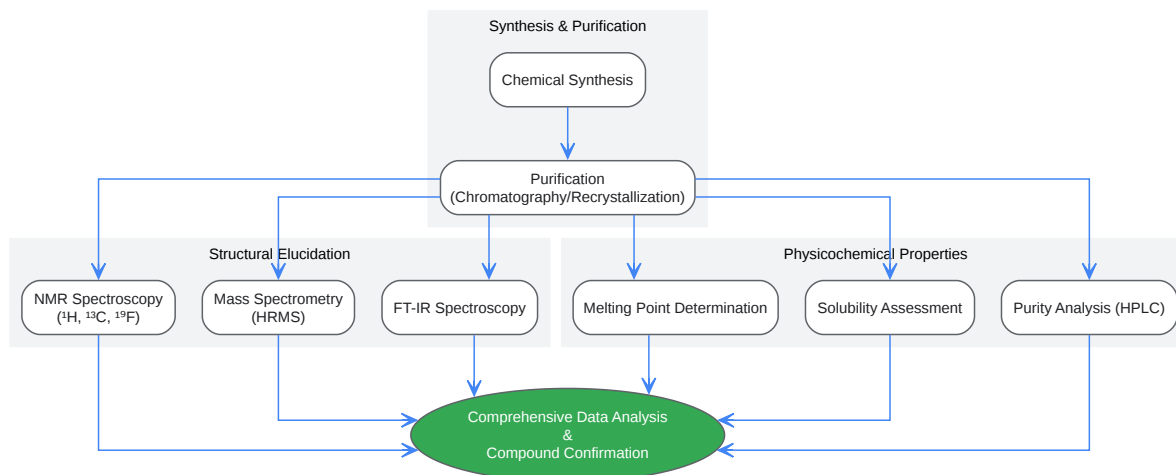 Synthesis & Purification
Chemical Synthesis
Purification
(Chromatography/Recrystallization)
Structural Elucidation
Physicochemical Properties
NMR Spectroscopy
(¹H, ¹³C, ¹⁹F)
Mass Spectrometry
(HRMS)
FT-IR Spectroscopy
Melting Point Determination
Solubility Assessment
Purity Analysis (HPLC)
Comprehensive Data Analysis
&
Compound Confirmation